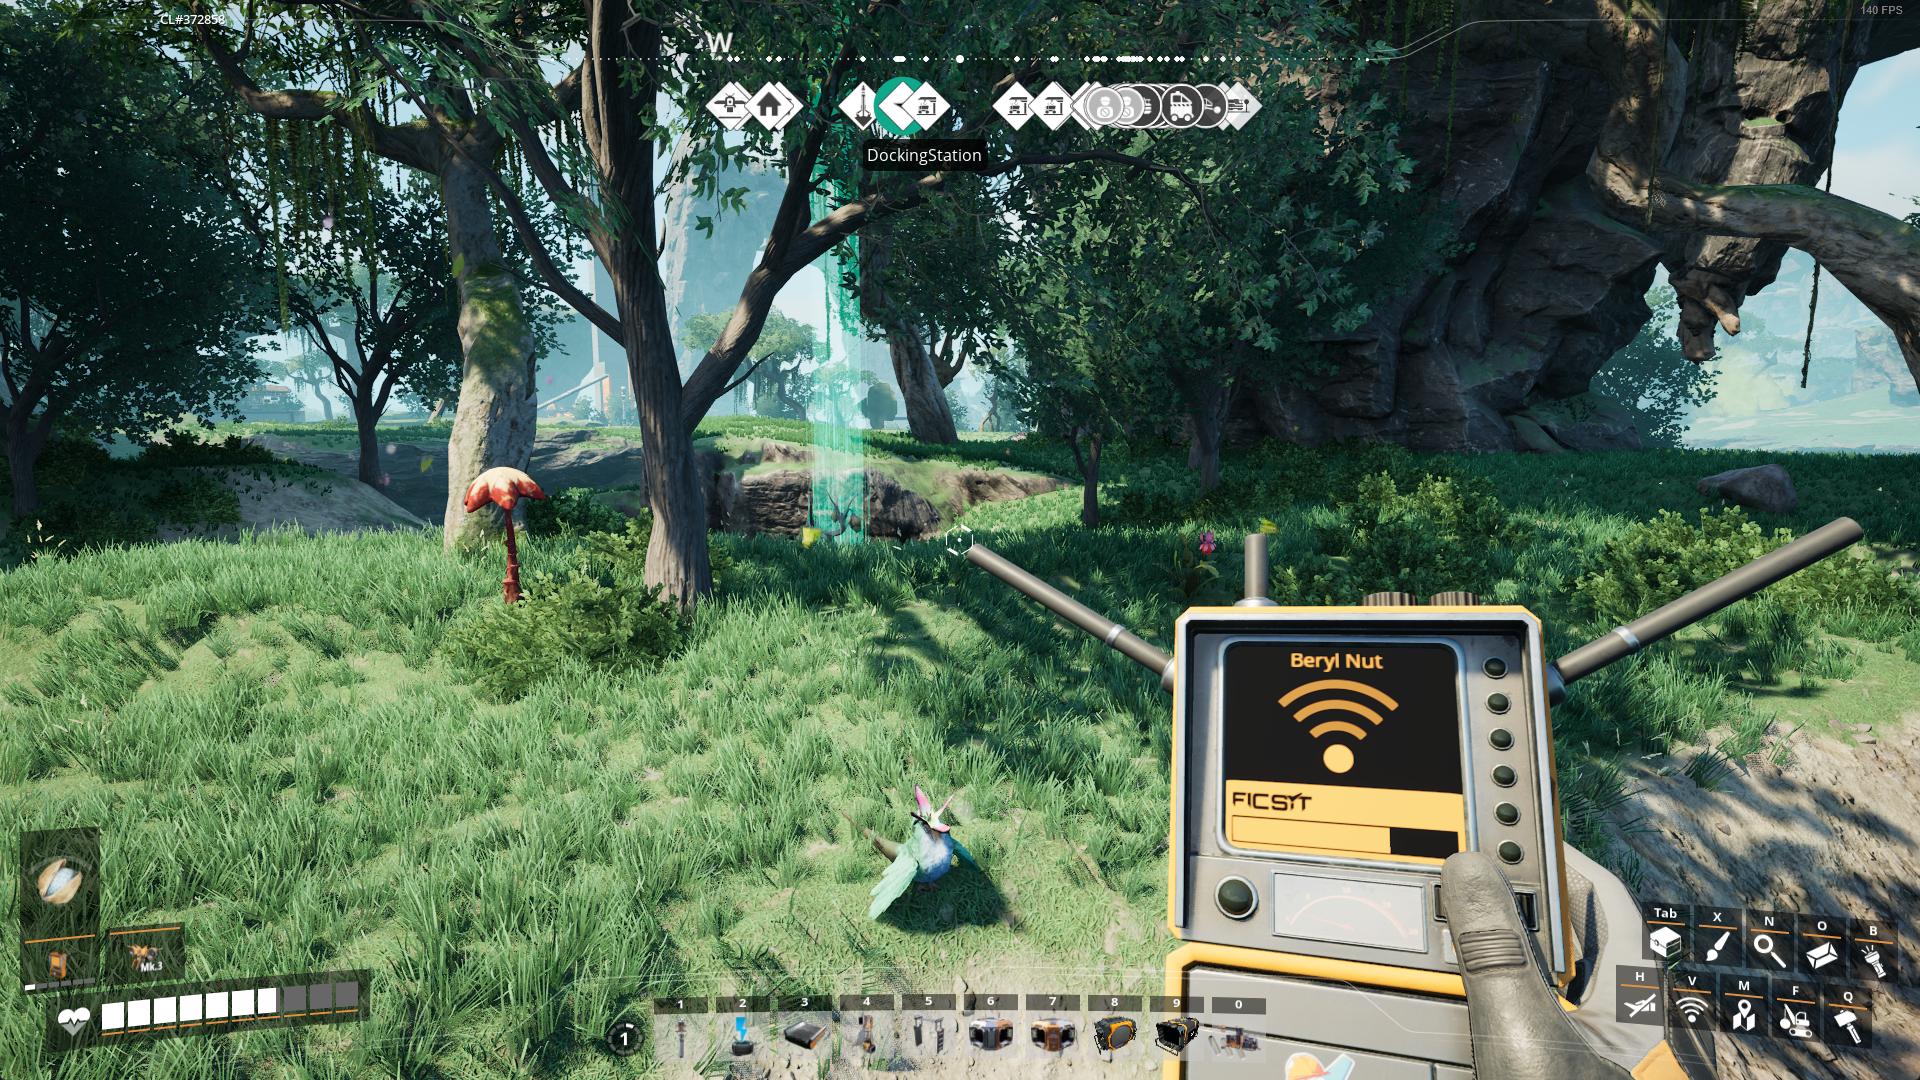 CL#372858
140 FPS
W
DockingStation
Beryl Nut
FICSIT
Mk.3
1
1 2 3 4 5 6 7 8 9 0
Tab X N O B
H V M F Q